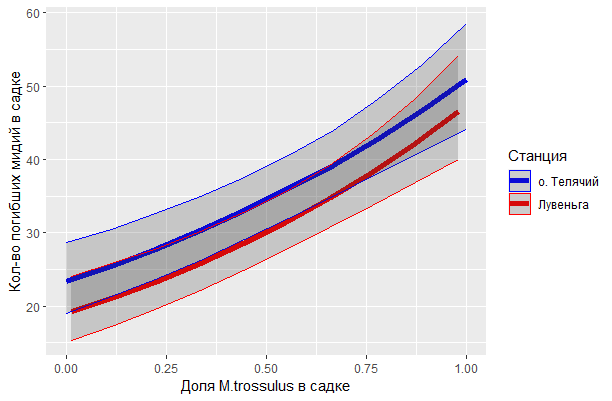 Кол-во погибших мидий в садке
60
50
40
30
20
0.00 0.25 0.50 0.75 1.00
Доля M.trossulus в садке
Станция
о. Телячий
Лувеньга